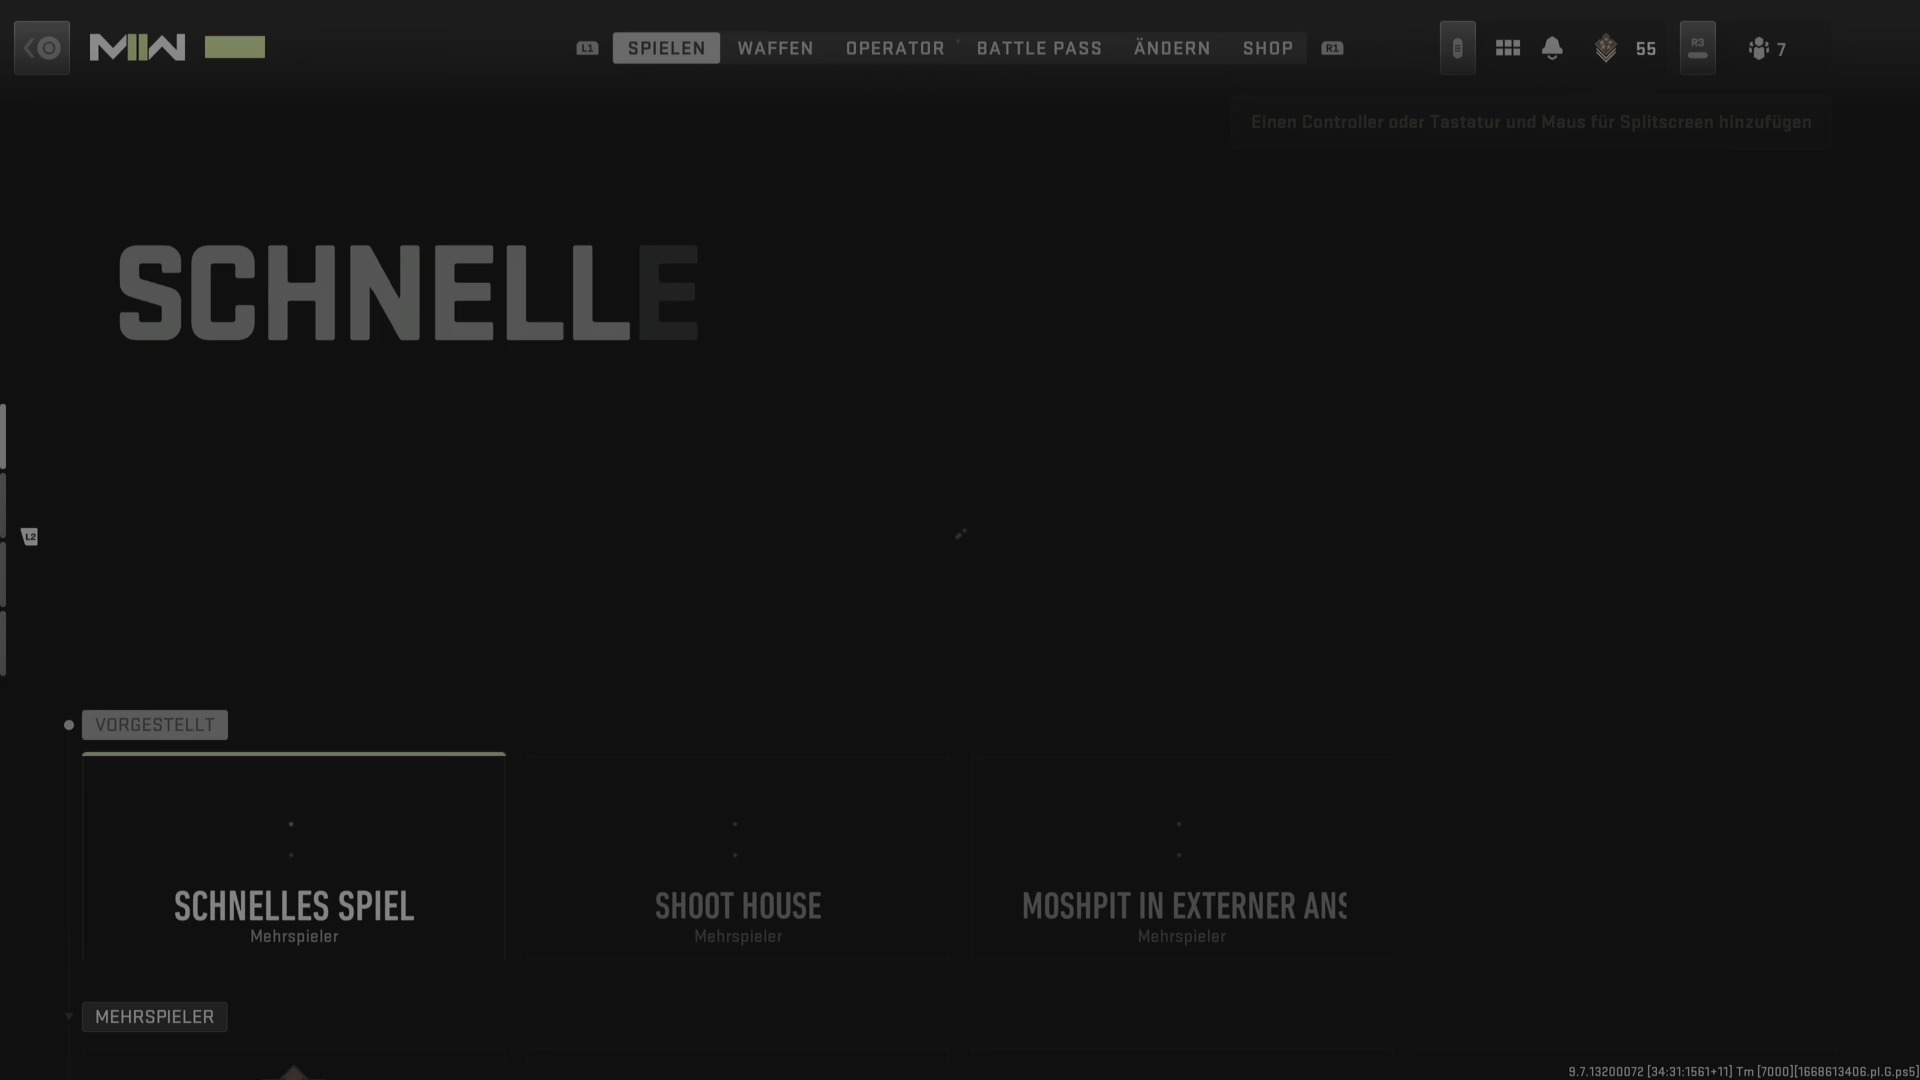 MIIW
L1 SPIELEN WAFFEN OPERATOR BATTLE PASS ÄNDERN SHOP R1
55 R3 7
Einen Controller oder Tastatur und Maus für Splitscreen hinzufügen
SCHNELLE
L2
VORGESTELLT
SCHNELLES SPIEL
Mehrspieler
SHOOT HOUSE
Mehrspieler
MOSHPIT IN EXTERNER ANS
Mehrspieler
MEHRSPIELER
9.7.13200072 [34:31:1561+11] Tm [7000][1668613406.pl.G.ps5]